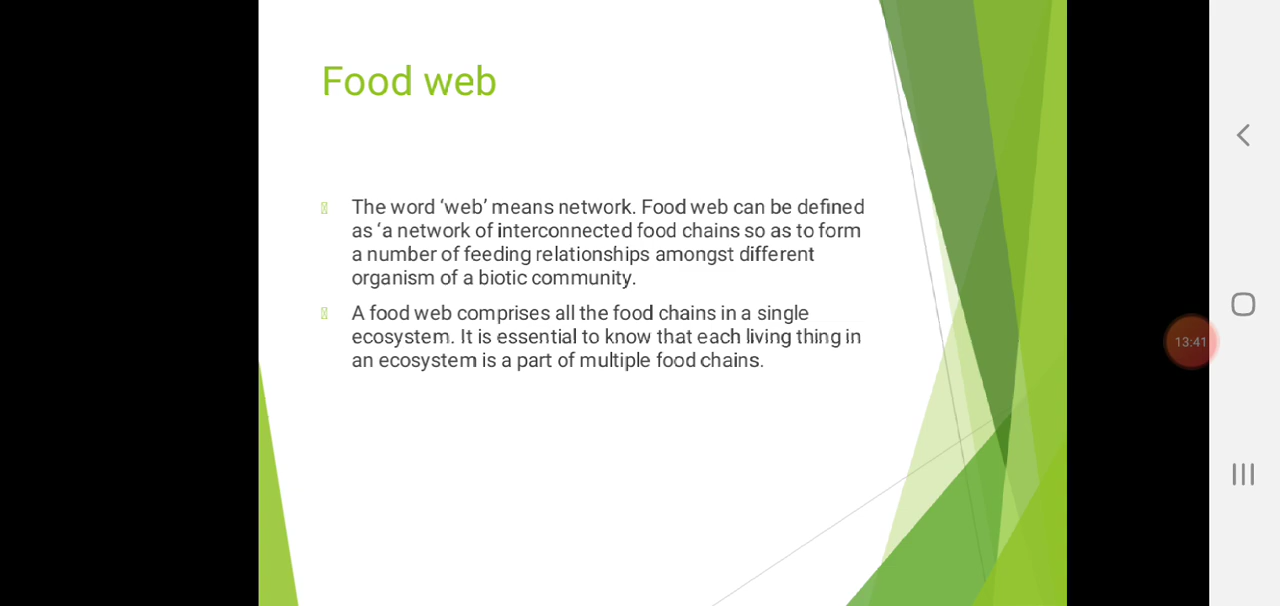 Food web
The word ‘web’ means network. Food web can be defined
as ‘a network of interconnected food chains so as to form
a number of feeding relationships amongst different
organism of a biotic community.
A food web comprises all the food chains in a single
ecosystem. It is essential to know that each living thing in
an ecosystem is a part of multiple food chains.
13:41